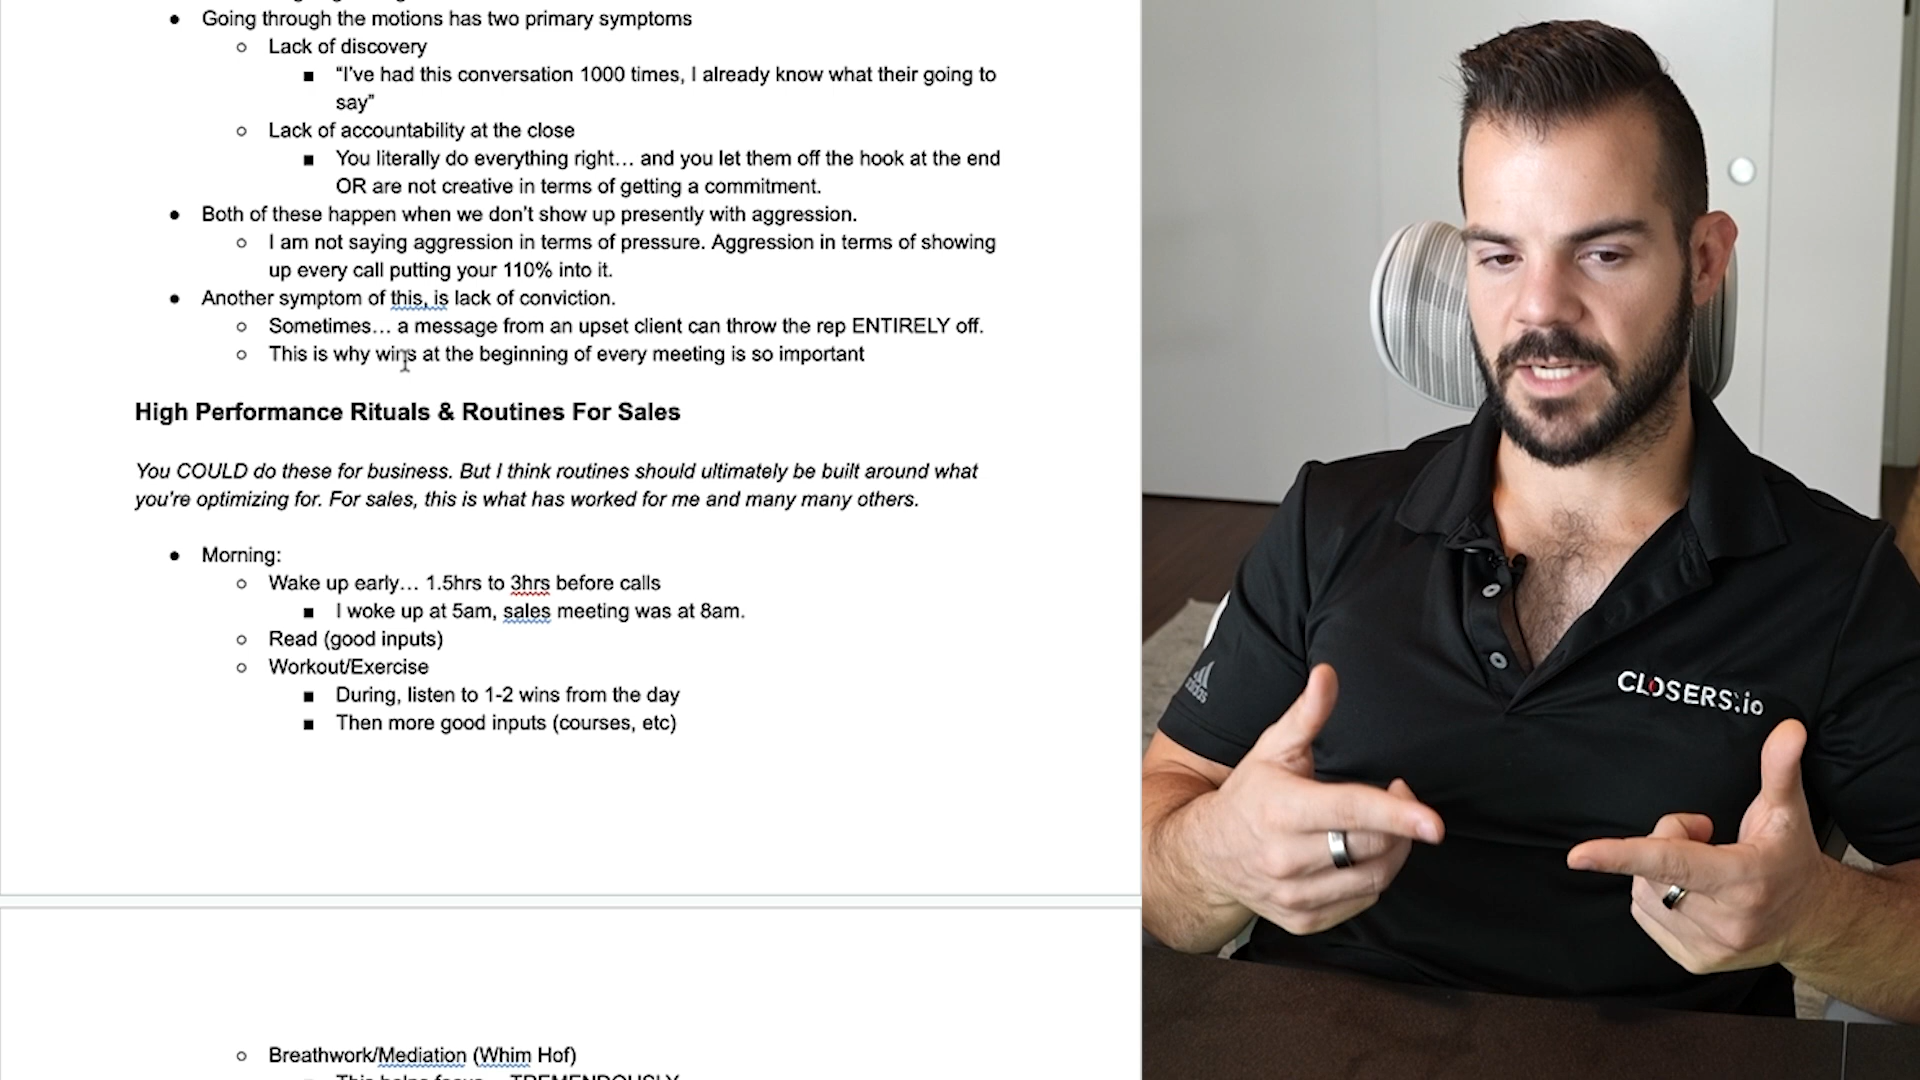 ● Going through the motions has two primary symptoms
○ Lack of discovery
■ “I’ve had this conversation 1000 times, I already know what their going to
say”
○ Lack of accountability at the close
■ You literally do everything right… and you let them off the hook at the end
OR are not creative in terms of getting a commitment.
● Both of these happen when we don’t show up presently with aggression.
○ I am not saying aggression in terms of pressure. Aggression in terms of showing
up every call putting your 110% into it.
● Another symptom of this, is lack of conviction.
○ Sometimes… a message from an upset client can throw the rep ENTIRELY off.
○ This is why wins at the beginning of every meeting is so important
High Performance Rituals & Routines For Sales
You COULD do these for business. But I think routines should ultimately be built around what
you’re optimizing for. For sales, this is what has worked for me and many many others.
● Morning:
○ Wake up early… 1.5hrs to 3hrs before calls
■ I woke up at 5am, sales meeting was at 8am.
○ Read (good inputs)
○ Workout/Exercise
■ During, listen to 1-2 wins from the day
■ Then more good inputs (courses, etc)
○ Breathwork/Mediation (Whim Hof)
This helps focus… TREMENDOUSLY
adidas
CLOSERS.io